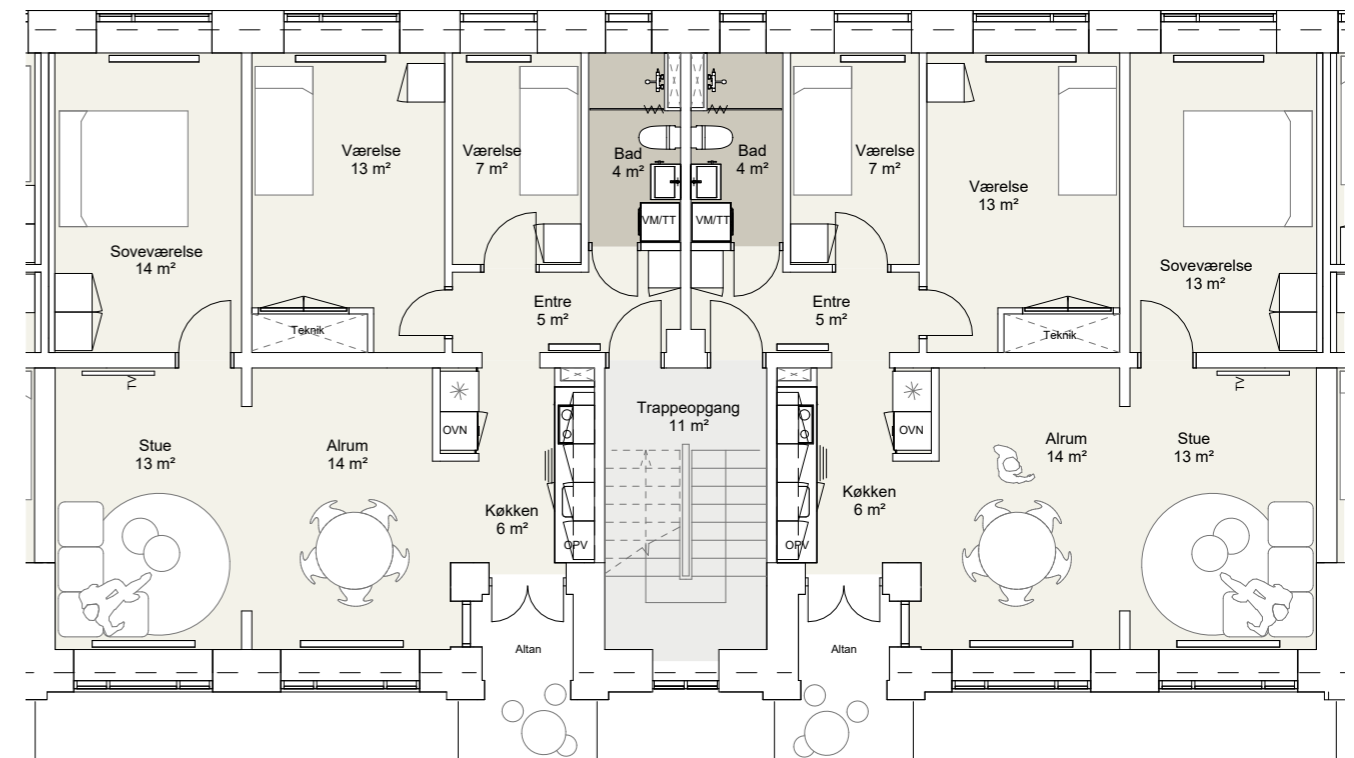 Værelse
13 m²
Værelse
7 m²
Bad
4 m²
Bad
4 m²
Værelse
7 m²
Værelse
13 m²
VM/TT
VM/TT
Soveværelse
14 m²
Soveværelse
13 m²
Entre
5 m²
Entre
5 m²
Teknik
Teknik
TV
TV
Trappeopgang
11 m²
OVN
OVN
Stue
13 m²
Alrum
14 m²
Alrum
14 m²
Stue
13 m²
Køkken
6 m²
Køkken
6 m²
OPV
OPV
Altan
Altan